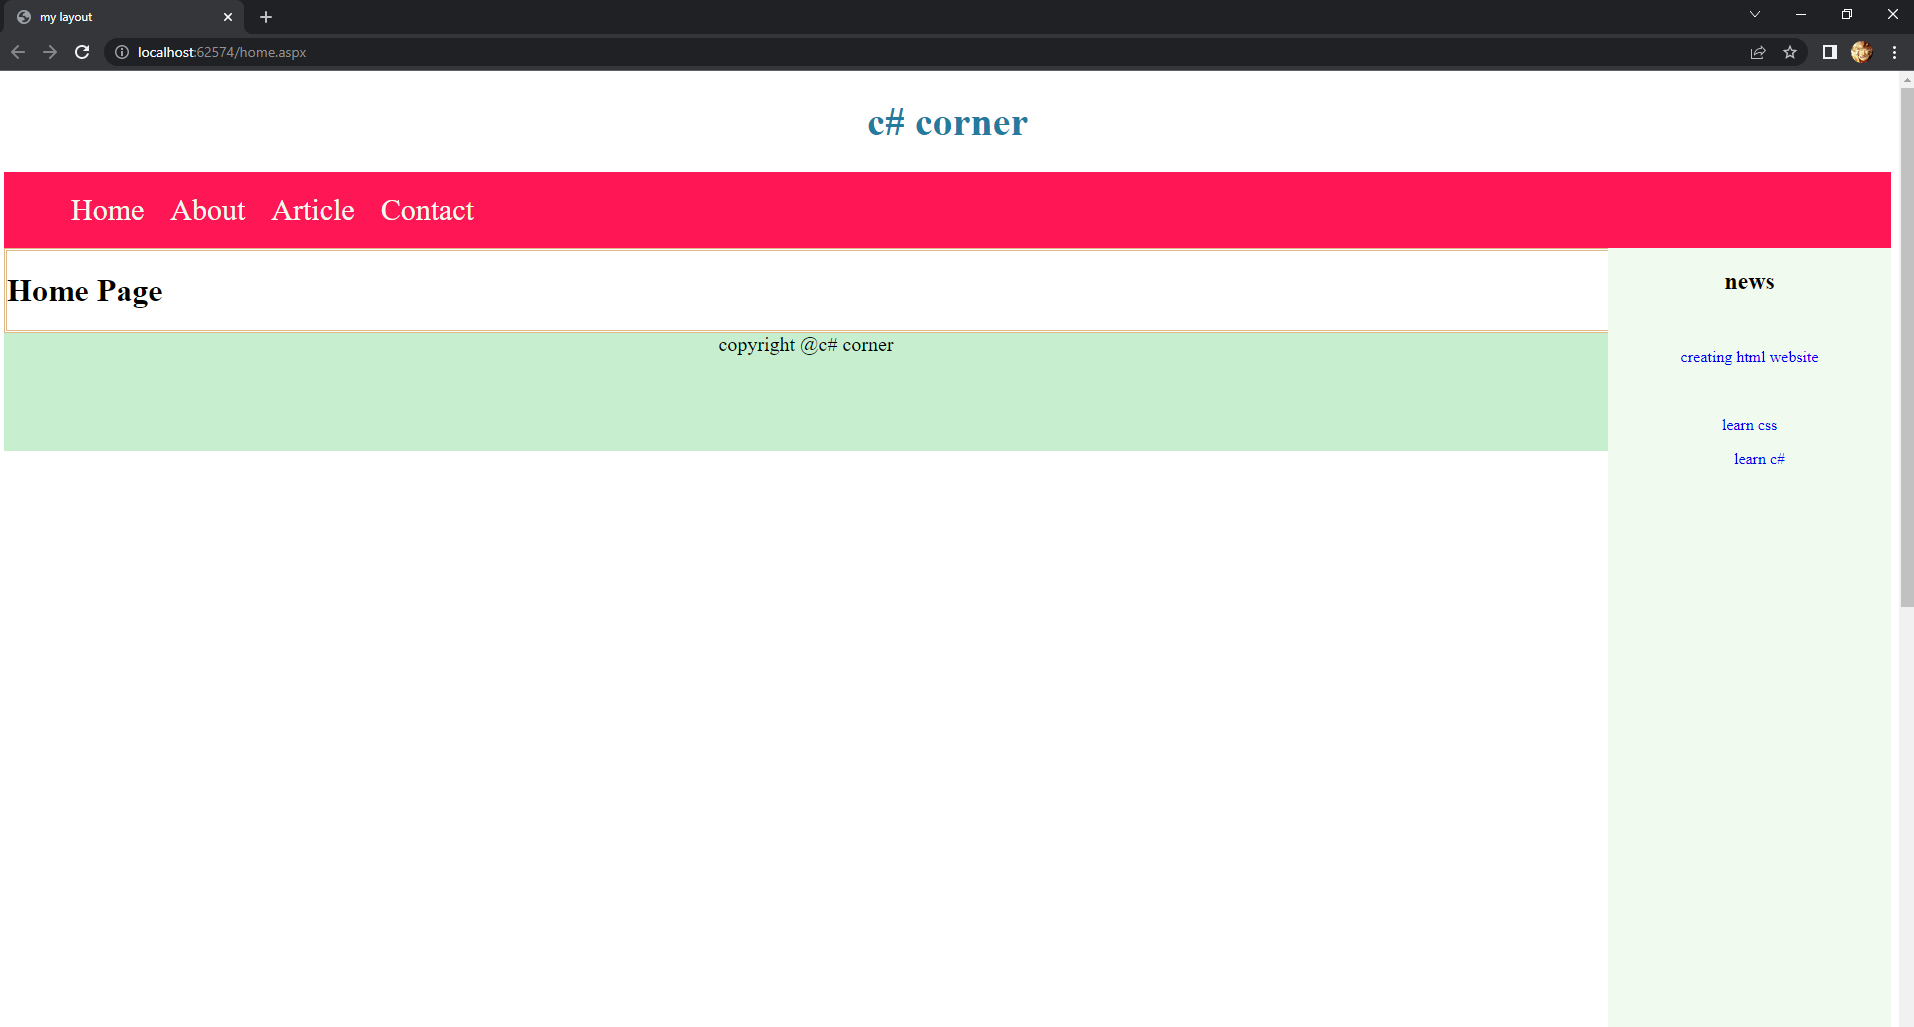 my layout
localhost:62574/home.aspx
c# corner
Home About Article Contact
Home Page
news
copyright @c# corner
creating html website
learn css
learn c#